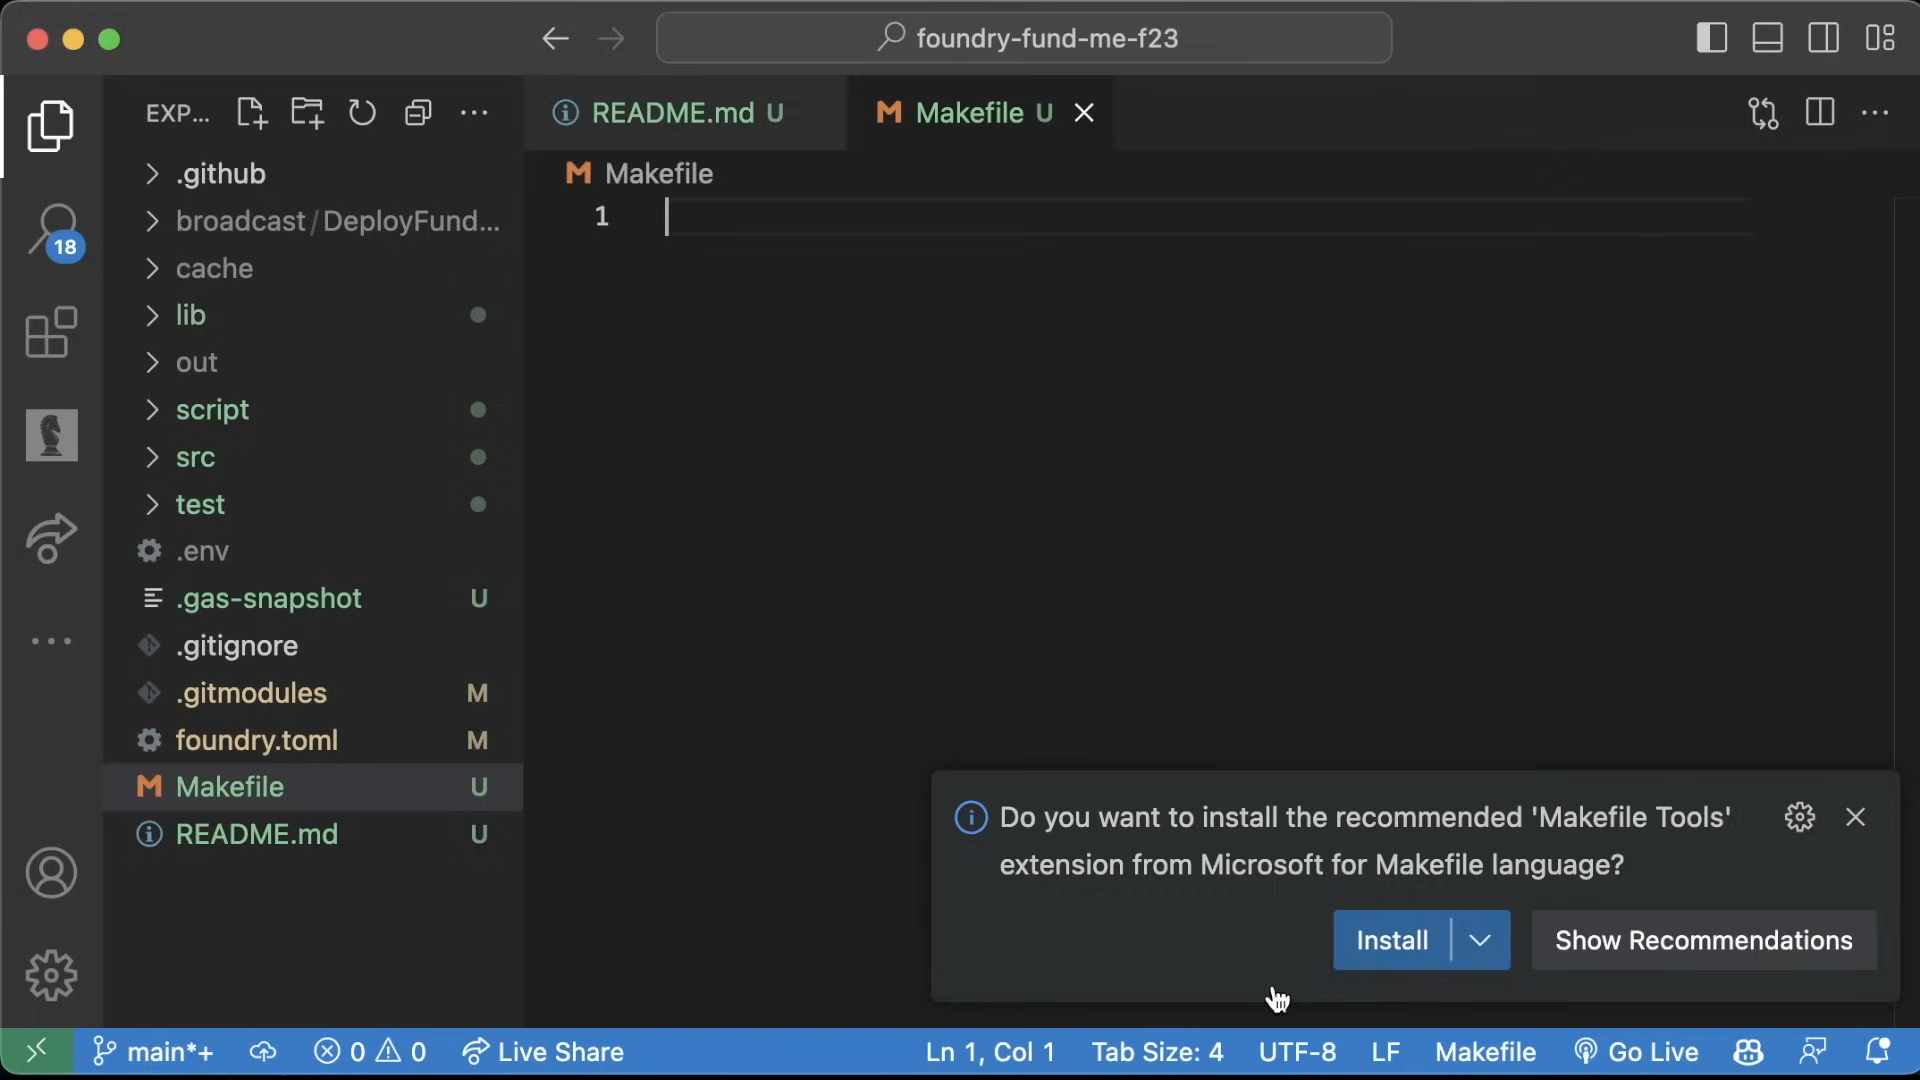 foundry-fund-me-f23
EXP...
README.md U
M Makefile U
.github
M Makefile
18
broadcast/DeployFund...
1
cache
lib
out
script
src
test
.env
.gas-snapshot U
.gitignore
.gitmodules M
foundry.toml M
M Makefile U
README.md U
Do you want to install the recommended 'Makefile Tools'
extension from Microsoft for Makefile language?
Install
Show Recommendations
main*+ 0 0 Live Share Ln 1, Col 1 Tab Size: 4 UTF-8 LF Makefile Go Live